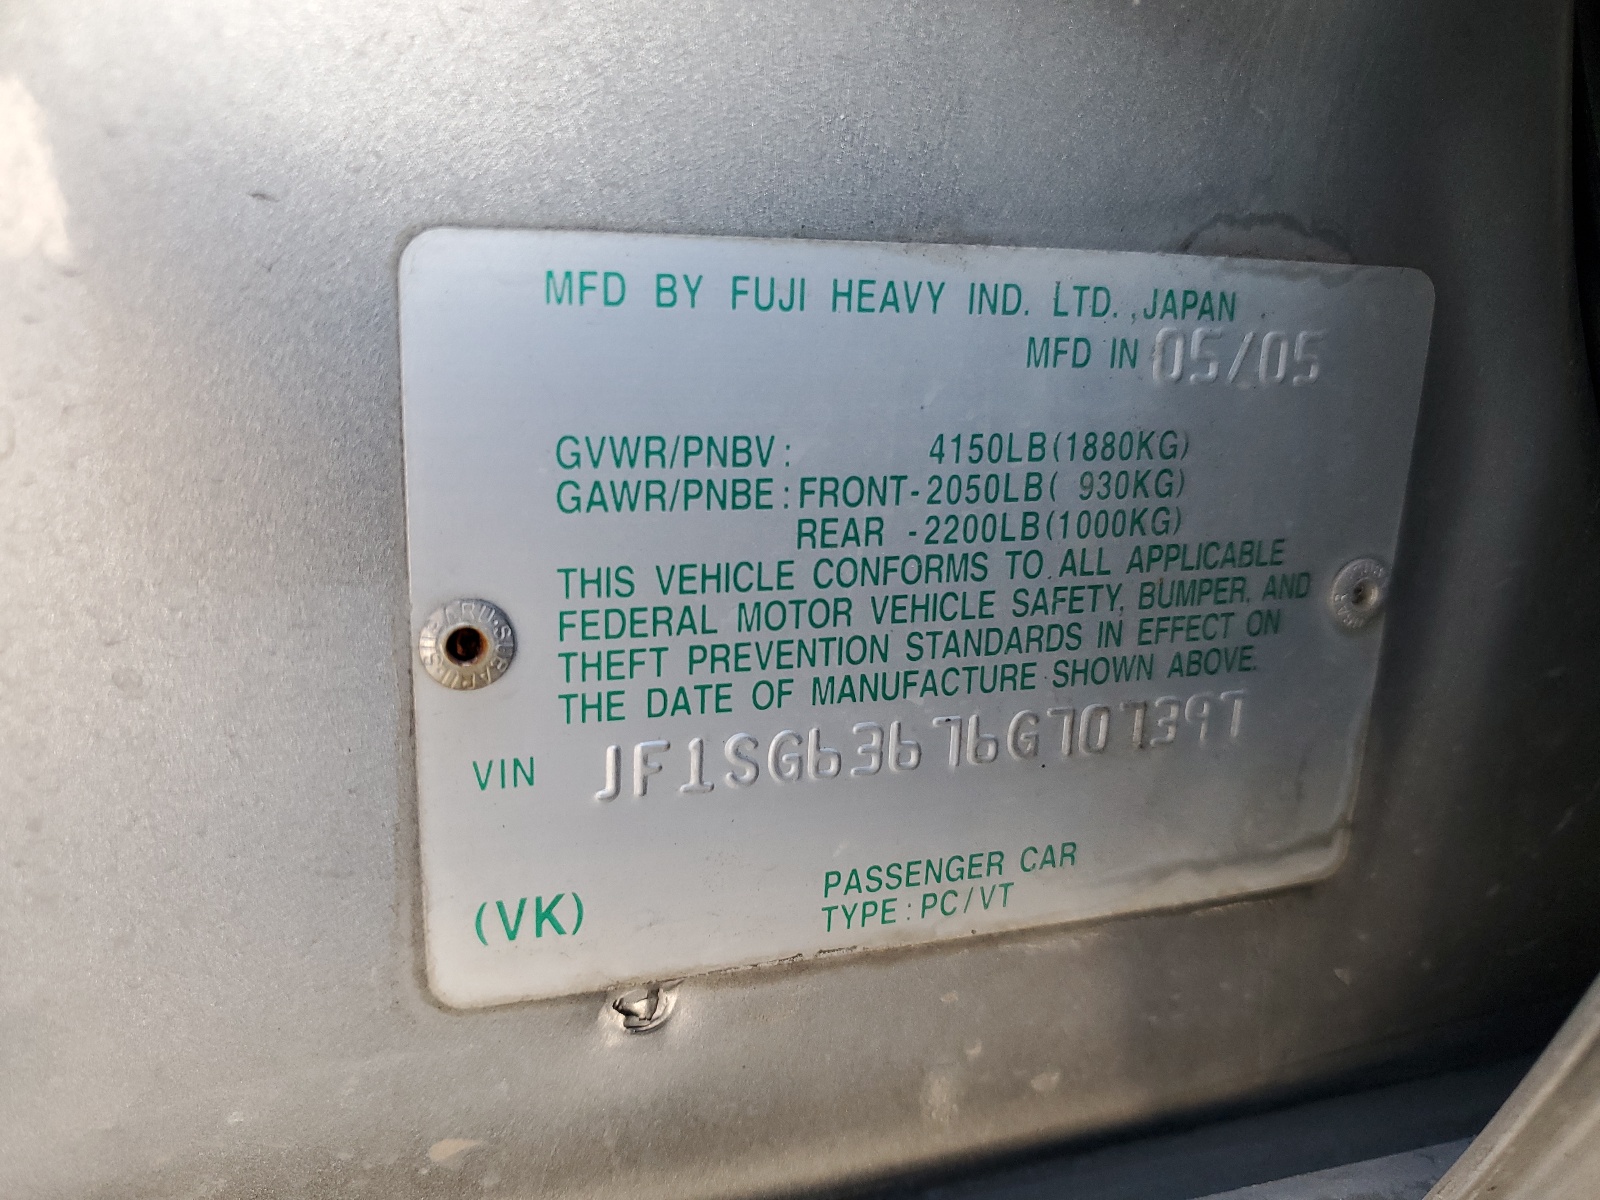 MFD BY FUJI HEAVY IND. LTD., JAPAN
MFD IN 05/05
GVWR/PNBV: 4150LB(1880KG)
GAWR/PNBE: FRONT-2050LB( 930KG)
REAR -2200LB(1000KG)
THIS VEHICLE CONFORMS TO ALL APPLICABLE
FEDERAL MOTOR VEHICLE SAFETY, BUMPER, AND
THEFT PREVENTION STANDARDS IN EFFECT ON
THE DATE OF MANUFACTURE SHOWN ABOVE.
VIN JF1SG63676G707397
(VK)
PASSENGER CAR
TYPE: PC/VT